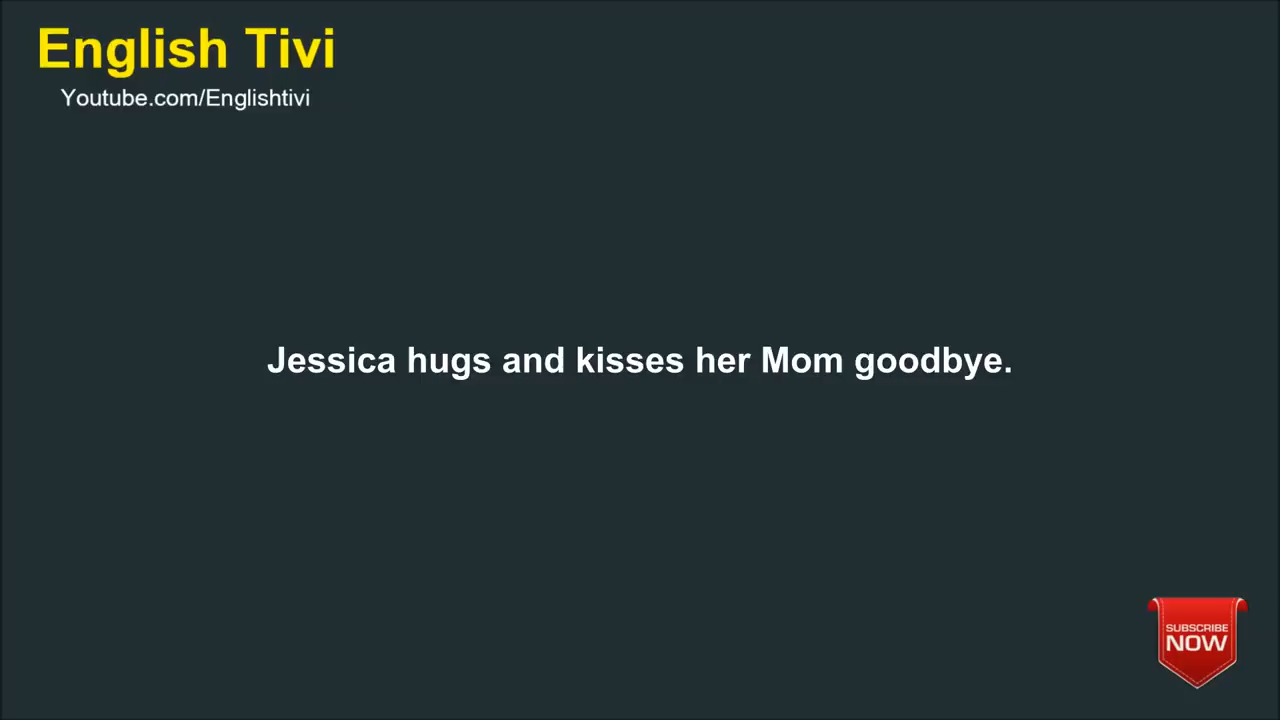 English Tivi
Youtube.com/Englishtivi
Jessica hugs and kisses her Mom goodbye.
SUBSCRIBE
NOW